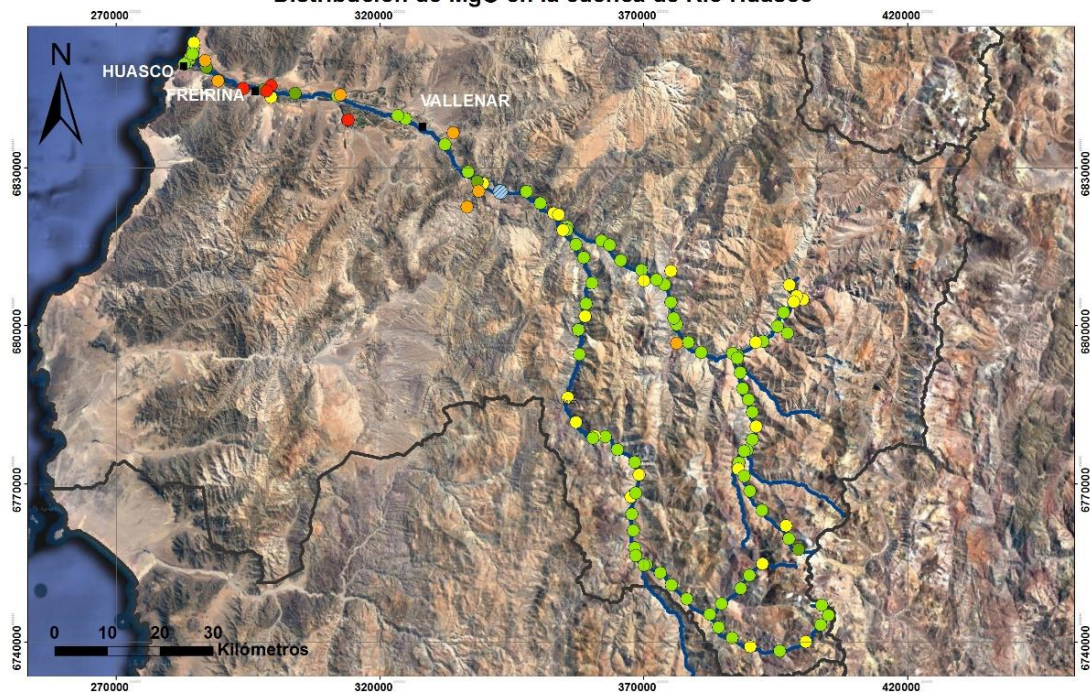 Distribución de MgO en la cuenca de Río Huasco
270000 320000 370000 420000
N
HUASCO
FREIRINA
VALLENAR
6830000 6830000
6800000 6800000
6770000 6770000
6740000 6740000
0 10 20 30
Kilómetros
270000 320000 370000 420000